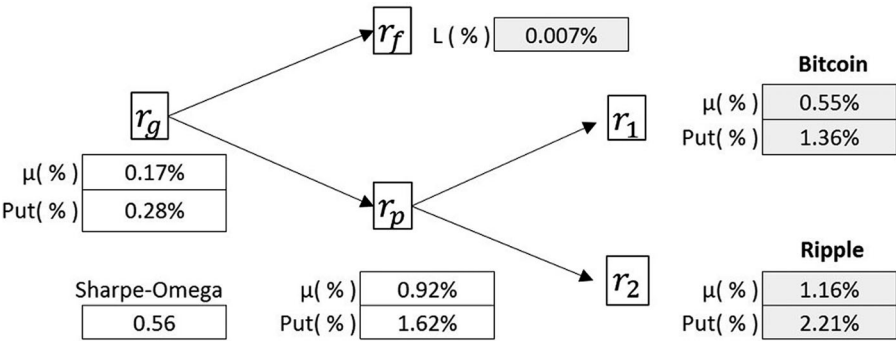 r_f L ( % ) 0.007%
Bitcoin
r_g r_1 μ( % ) 0.55%
Put( % ) 1.36%
μ( % ) 0.17%
Put( % ) 0.28% r_p
Ripple
Sharpe-Omega μ( % ) 0.92% r_2 μ( % ) 1.16%
0.56 Put( % ) 1.62% Put( % ) 2.21%